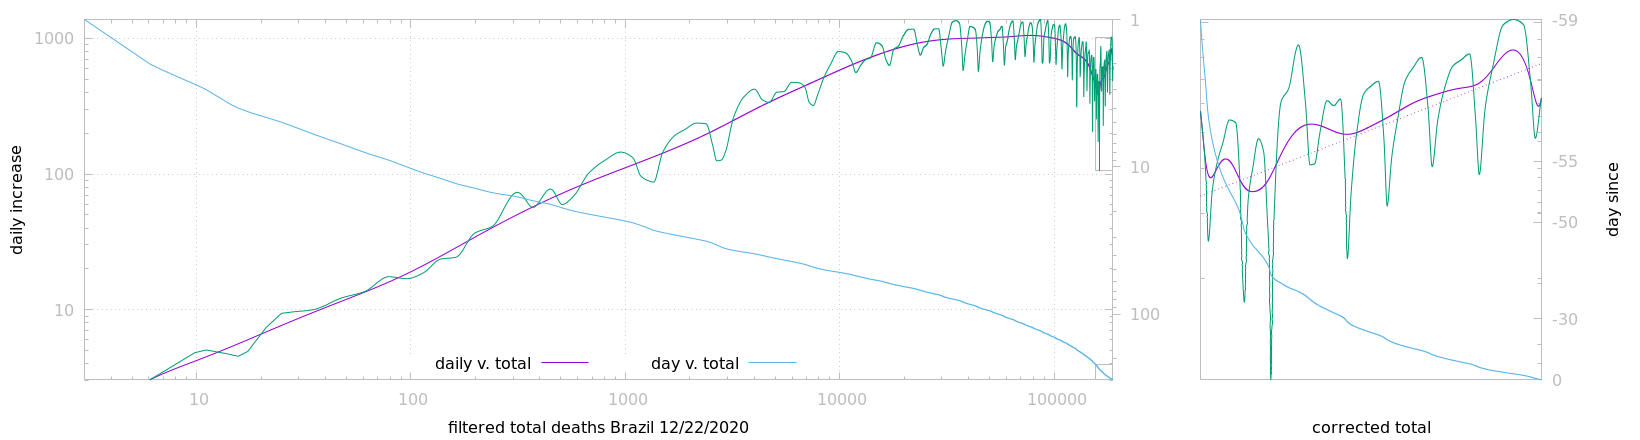 1000
100
10
daily increase
daily v. total
day v. total
10
100
1000
10000
100000
filtered total deaths Brazil 12/22/2020
1
10
100
-59
-55
-50
-30
0
day since
corrected total